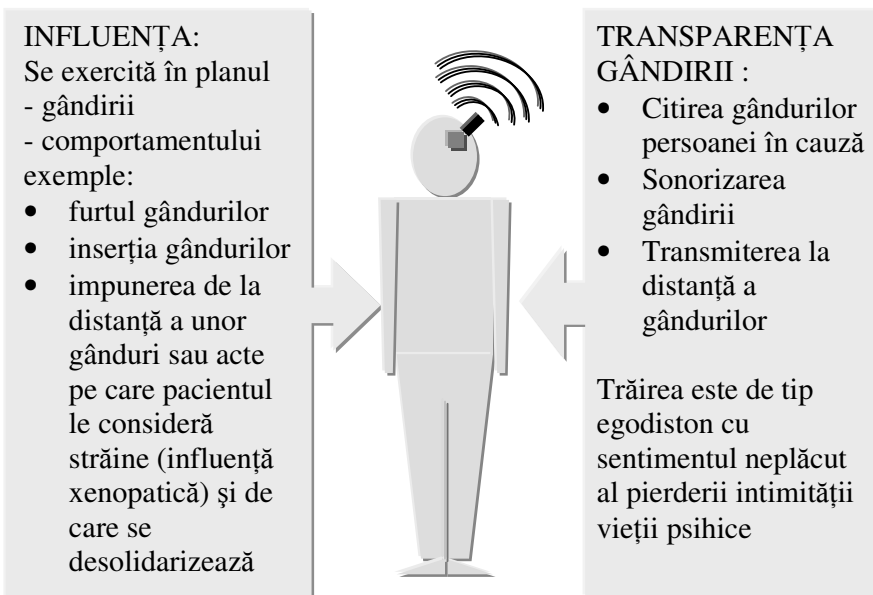 INFLUENȚA:
Se exercită în planul
- gândirii
- comportamentului
exemple:
• furtul gândurilor
• inserția gândurilor
• impunerea de la
distanță a unor
gânduri sau acte
pe care pacientul
le consideră
străine (influență
xenopatică) şi de
care se
desolidarizează
TRANSPARENȚA
GÂNDIRII :
• Citirea gândurilor
persoanei în cauză
• Sonorizarea
gândirii
• Transmiterea la
distanță a
gândurilor
Trăirea este de tip
egodiston cu
sentimentul neplăcut
al pierderii intimității
vieții psihice